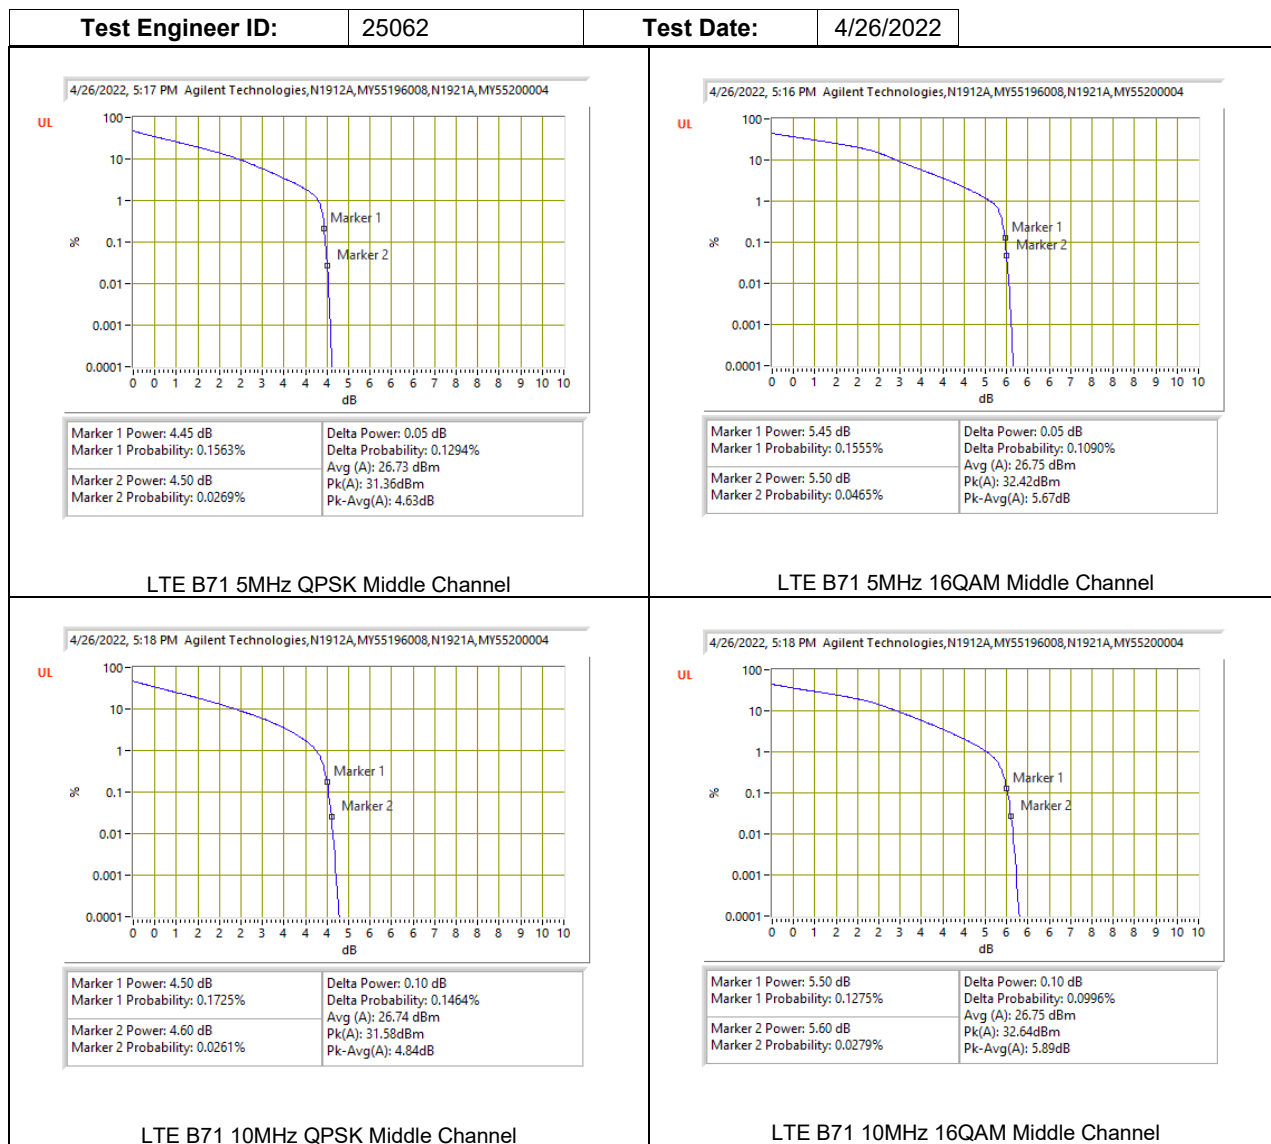 Test Engineer ID: 25062 Test Date: 4/26/2022
4/26/2022, 5:17 PM Agilent Technologies,N1912A,MY55196008,N1921A,MY55200004
UL
100
10
1
0.1
0.01
0.001
0.0001
%
Marker 1
Marker 2
0 0 1 2 2 2 3 4 4 4 5 6 6 6 7 8 8 9 9 10 10
dB
Marker 1 Power: 4.45 dB
Marker 1 Probability: 0.1563%
Marker 2 Power: 4.50 dB
Marker 2 Probability: 0.0269%
Delta Power: 0.05 dB
Delta Probability: 0.1294%
Avg (A): 26.73 dBm
Pk(A): 31.36dBm
Pk-Avg(A): 4.63dB
LTE B71 5MHz QPSK Middle Channel
4/26/2022, 5:16 PM Agilent Technologies,N1912A,MY55196008,N1921A,MY55200004
UL
100
10
1
0.1
0.01
0.001
0.0001
%
Marker 1
Marker 2
0 0 1 2 2 2 3 4 4 4 5 6 6 6 7 8 8 8 9 10 10
dB
Marker 1 Power: 5.45 dB
Marker 1 Probability: 0.1555%
Marker 2 Power: 5.50 dB
Marker 2 Probability: 0.0465%
Delta Power: 0.05 dB
Delta Probability: 0.1090%
Avg (A): 26.75 dBm
Pk(A): 32.42dBm
Pk-Avg(A): 5.67dB
LTE B71 5MHz 16QAM Middle Channel
4/26/2022, 5:18 PM Agilent Technologies,N1912A,MY55196008,N1921A,MY55200004
UL
100
10
1
0.1
0.01
0.001
0.0001
%
Marker 1
Marker 2
0 0 1 2 2 2 3 4 4 4 5 6 6 6 7 8 8 9 9 10 10
dB
Marker 1 Power: 4.50 dB
Marker 1 Probability: 0.1725%
Marker 2 Power: 4.60 dB
Marker 2 Probability: 0.0261%
Delta Power: 0.10 dB
Delta Probability: 0.1464%
Avg (A): 26.74 dBm
Pk(A): 31.58dBm
Pk-Avg(A): 4.84dB
LTE B71 10MHz QPSK Middle Channel
4/26/2022, 5:18 PM Agilent Technologies,N1912A,MY55196008,N1921A,MY55200004
UL
100
10
1
0.1
0.01
0.001
0.0001
%
Marker 1
Marker 2
0 0 1 2 2 2 3 4 4 4 5 6 6 6 7 8 8 8 9 10 10
dB
Marker 1 Power: 5.50 dB
Marker 1 Probability: 0.1275%
Marker 2 Power: 5.60 dB
Marker 2 Probability: 0.0279%
Delta Power: 0.10 dB
Delta Probability: 0.0996%
Avg (A): 26.75 dBm
Pk(A): 32.64dBm
Pk-Avg(A): 5.89dB
LTE B71 10MHz 16QAM Middle Channel